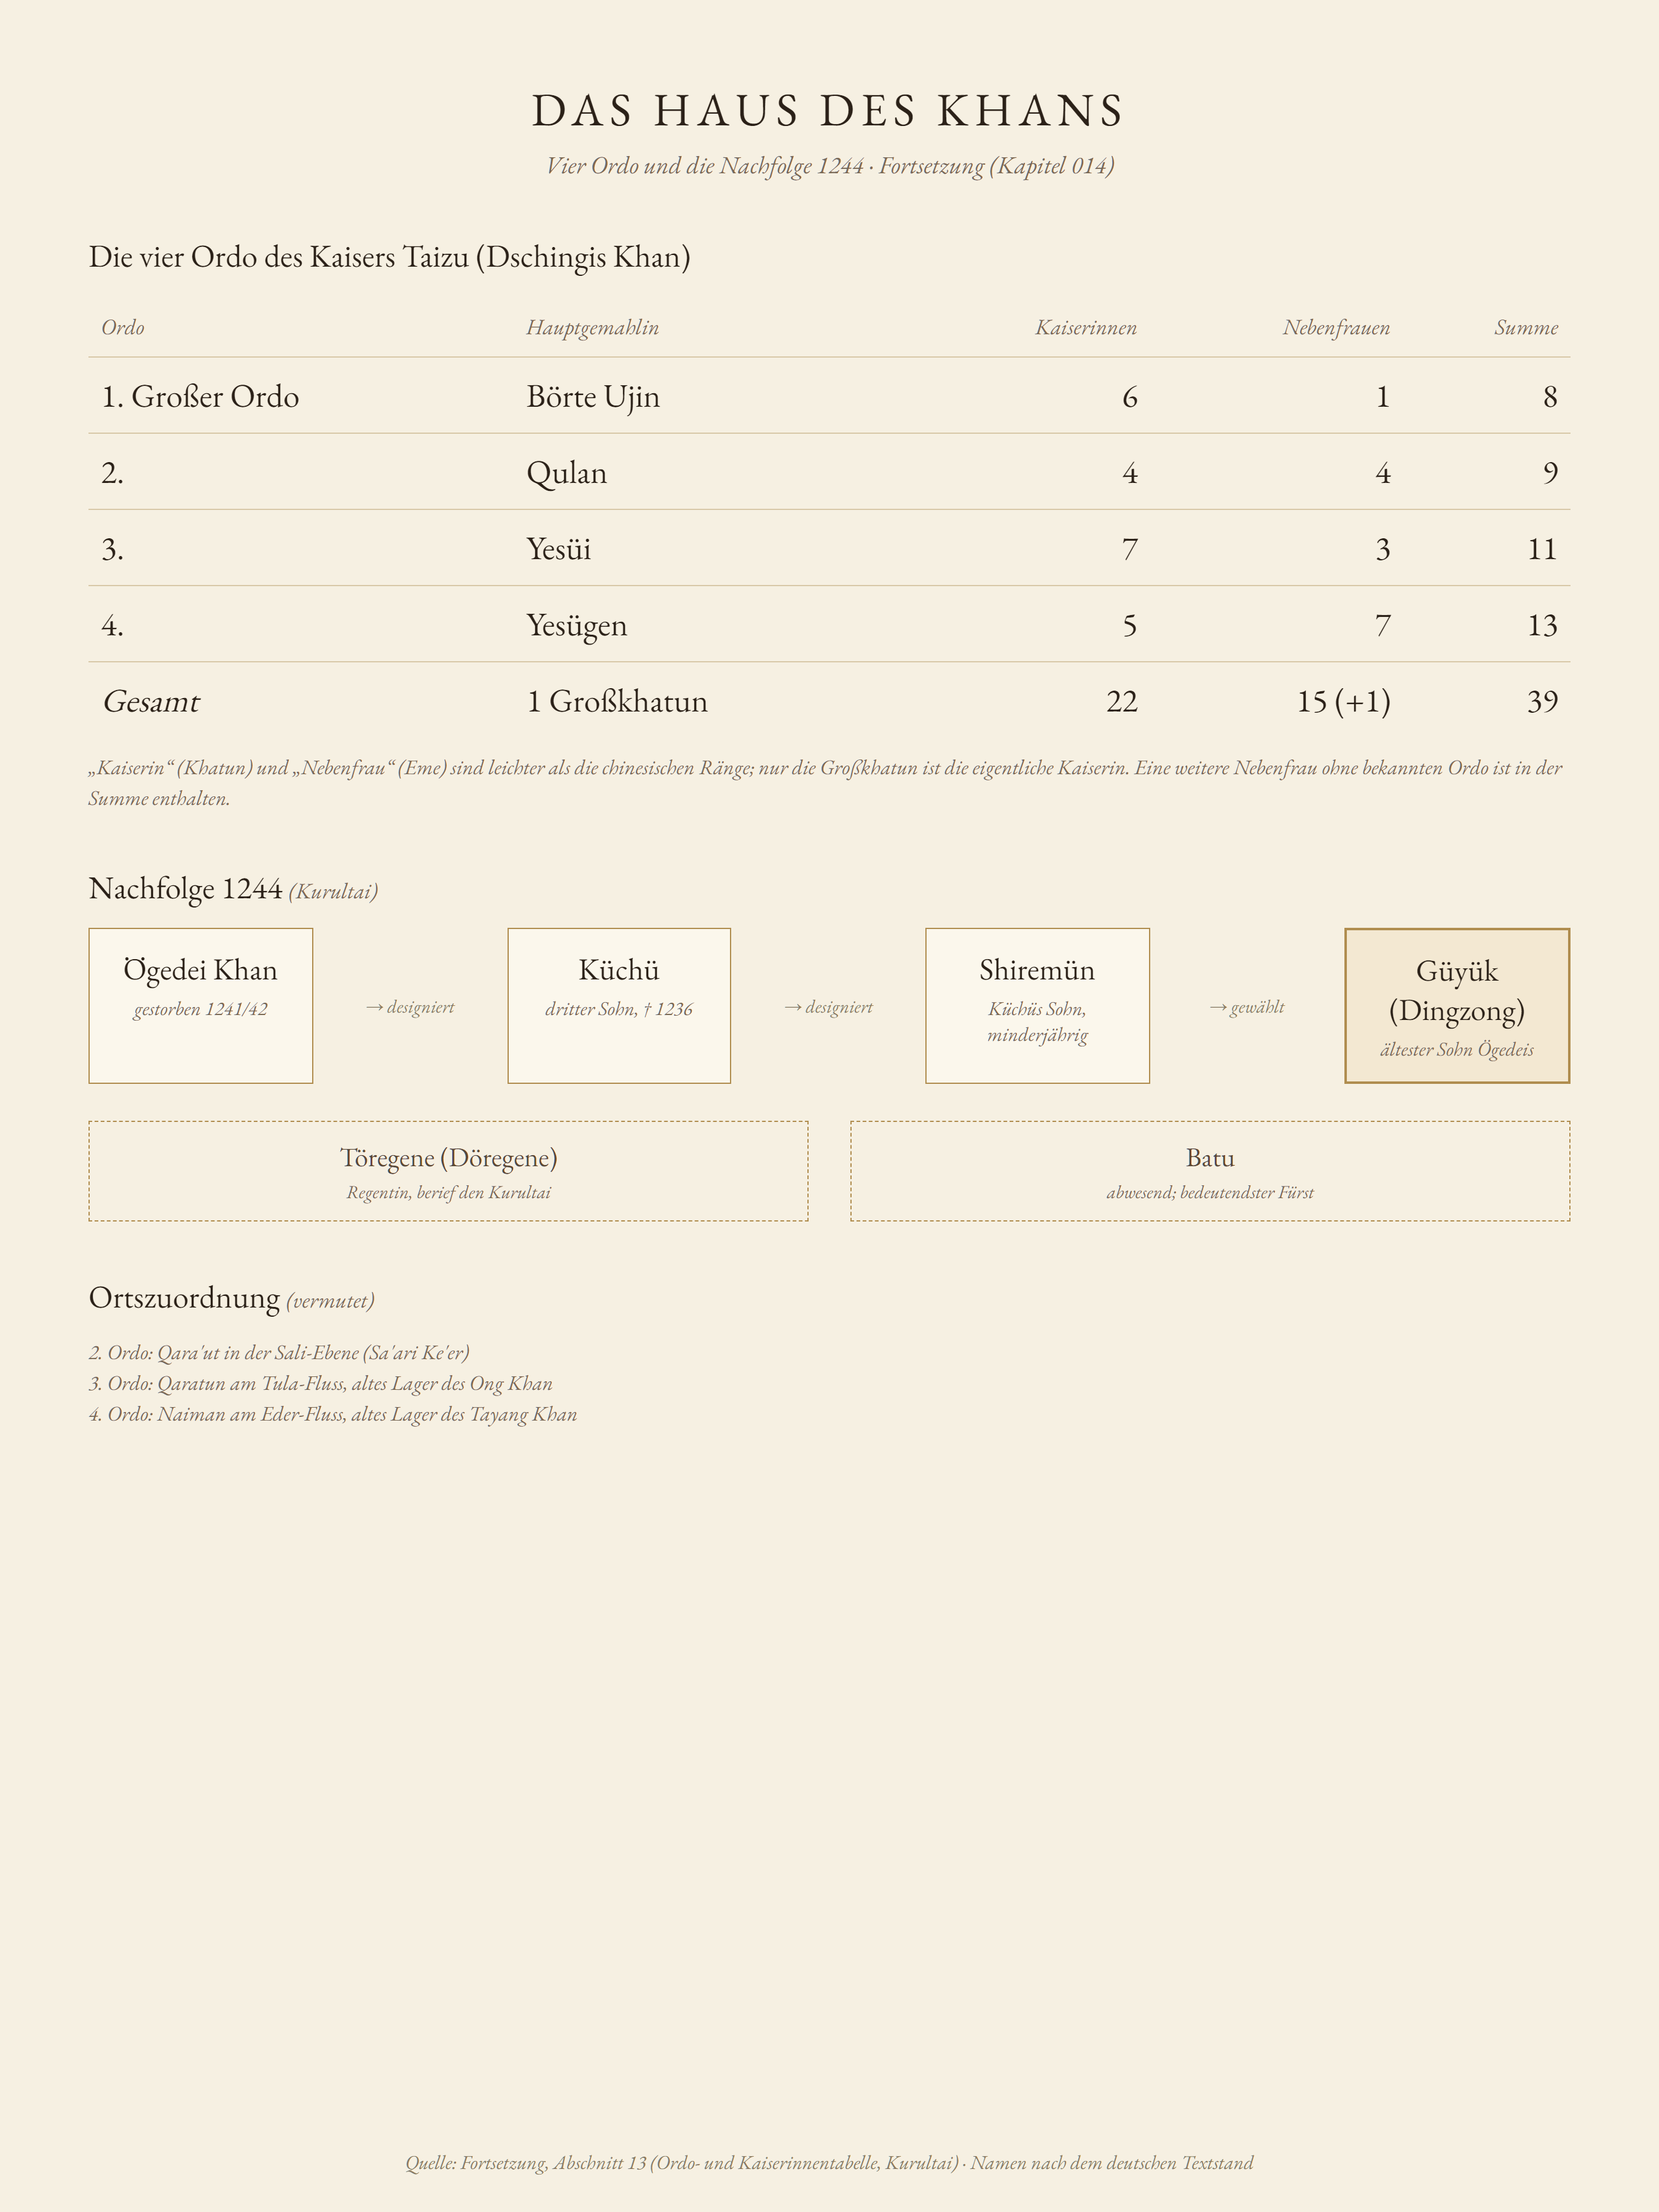 DAS HAUS DES KHANS
Vier Ordo und die Nachfolge 1244 · Fortsetzung (Kapitel 014)
Die vier Ordo des Kaisers Taizu (Dschingis Khan)
Ordo Hauptgemahlin Kaiserinnen Nebenfrauen Summe
1. Großer Ordo Börte Ujin 6 1 8
2. Qulan 4 4 9
3. Yesüi 7 3 11
4. Yesügen 5 7 13
Gesamt 1 Großkhatun 22 15 (+1) 39
„Kaiserin“ (Khatun) und „Nebenfrau“ (Eme) sind leichter als die chinesischen Ränge; nur die Großkhatun ist die eigentliche Kaiserin. Eine weitere Nebenfrau ohne bekannten Ordo ist in der
Summe enthalten.
Nachfolge 1244 (Kurultai)
Ögedei Khan
gestorben 1241/42
→ designiert
Küchü
dritter Sohn, † 1236
→ designiert
Shiremün
Küchüs Sohn,
minderjährig
→ gewählt
Güyük
(Dingzong)
ältester Sohn Ögedeis
Töregene (Döregene)
Regentin, berief den Kurultai
Batu
abwesend; bedeutendster Fürst
Ortszuordnung (vermutet)
2. Ordo: Qara'ut in der Sali-Ebene (Sa'ari Ke'er)
3. Ordo: Qaratun am Tula-Fluss, altes Lager des Ong Khan
4. Ordo: Naiman am Eder-Fluss, altes Lager des Tayang Khan
Quelle: Fortsetzung, Abschnitt 13 (Ordo- und Kaiserinnentabelle, Kurultai) · Namen nach dem deutschen Textstand